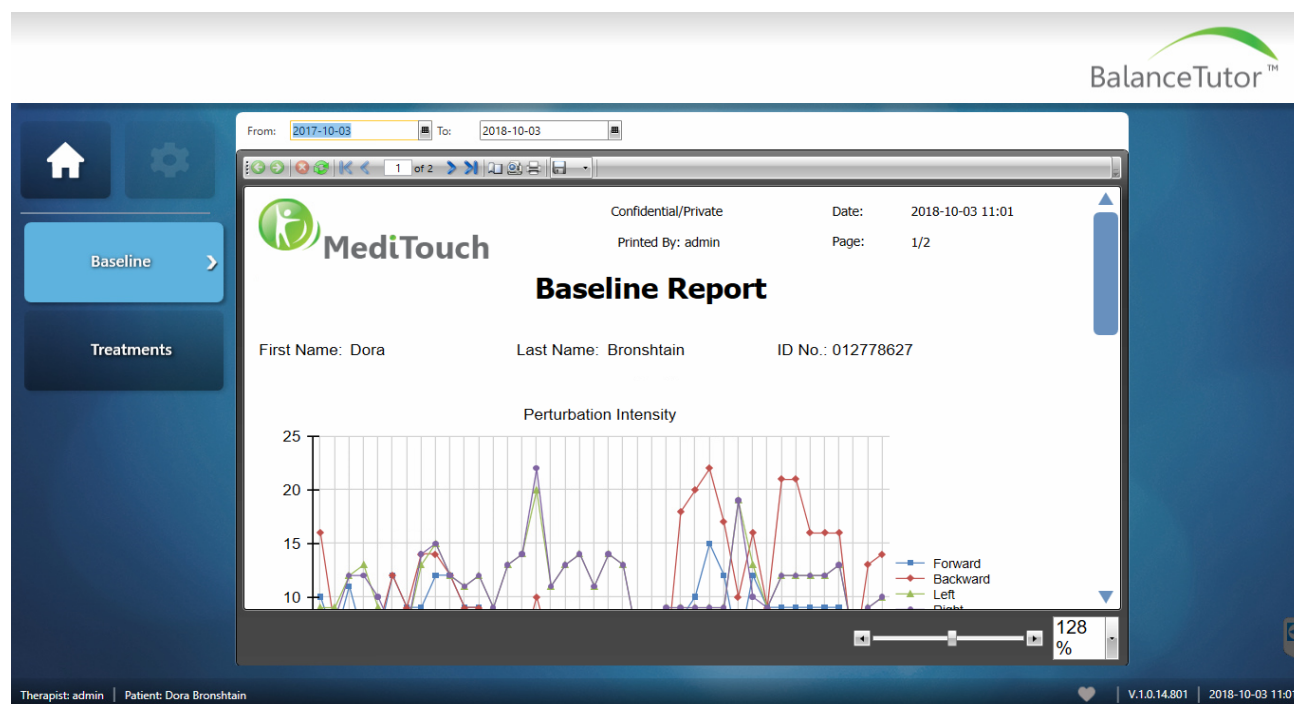 BalanceTutor™
From: 2017-10-03 To: 2018-10-03
1 of 2
Confidential/Private Date: 2018-10-03 11:01
MediTouch
Printed By: admin Page: 1/2
Baseline Report
Baseline
Treatments
First Name: Dora Last Name: Bronshtain ID No.: 012778627
Perturbation Intensity
25
20
15
10
Forward
Backward
Left
Right
128
%
Therapist: admin | Patient: Dora Bronshtain V.1.0.14.801 | 2018-10-03 11:01